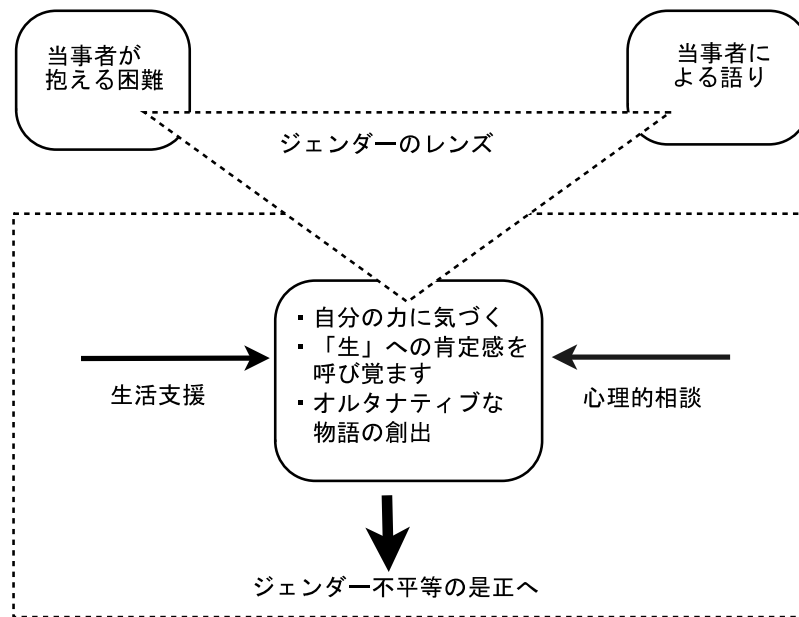 当事者が
抱える困難
当事者に
よる語り
ジェンダーのレンズ
・自分の力に気づく
・「生」への肯定感を
呼び覚ます
・オルタナティブな
物語の創出
生活支援
心理的相談
ジェンダー不平等の是正へ